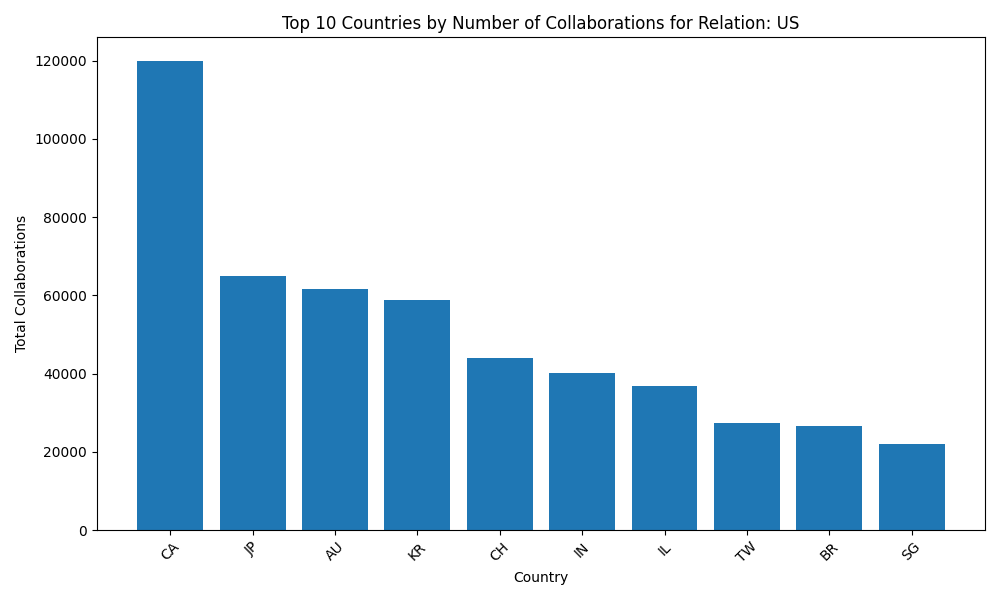 Top 10 Countries by Number of Collaborations for Relation: US
Total Collaborations
120000
100000
80000
60000
40000
20000
0
CA
JP
AU
KR
CH
IN
IL
TW
BR
SG
Country